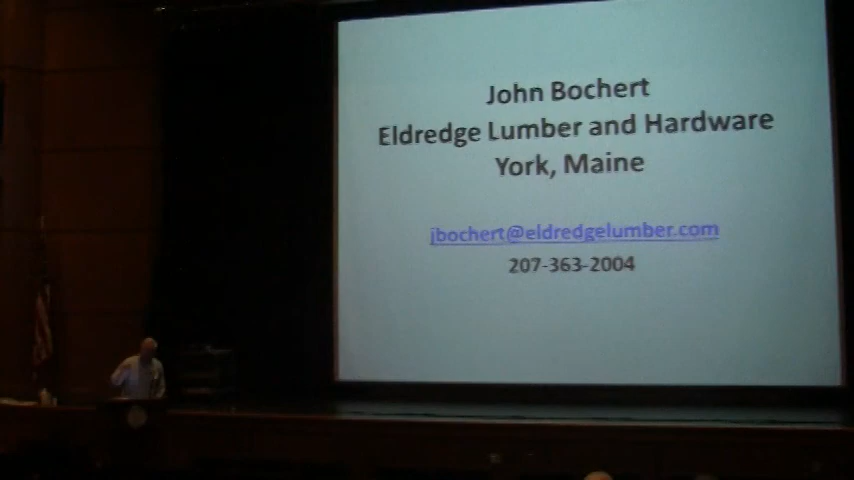 John Bochert
Eldredge Lumber and Hardware
York, Maine
jbochert@eldredgelumber.com
207-363-2004